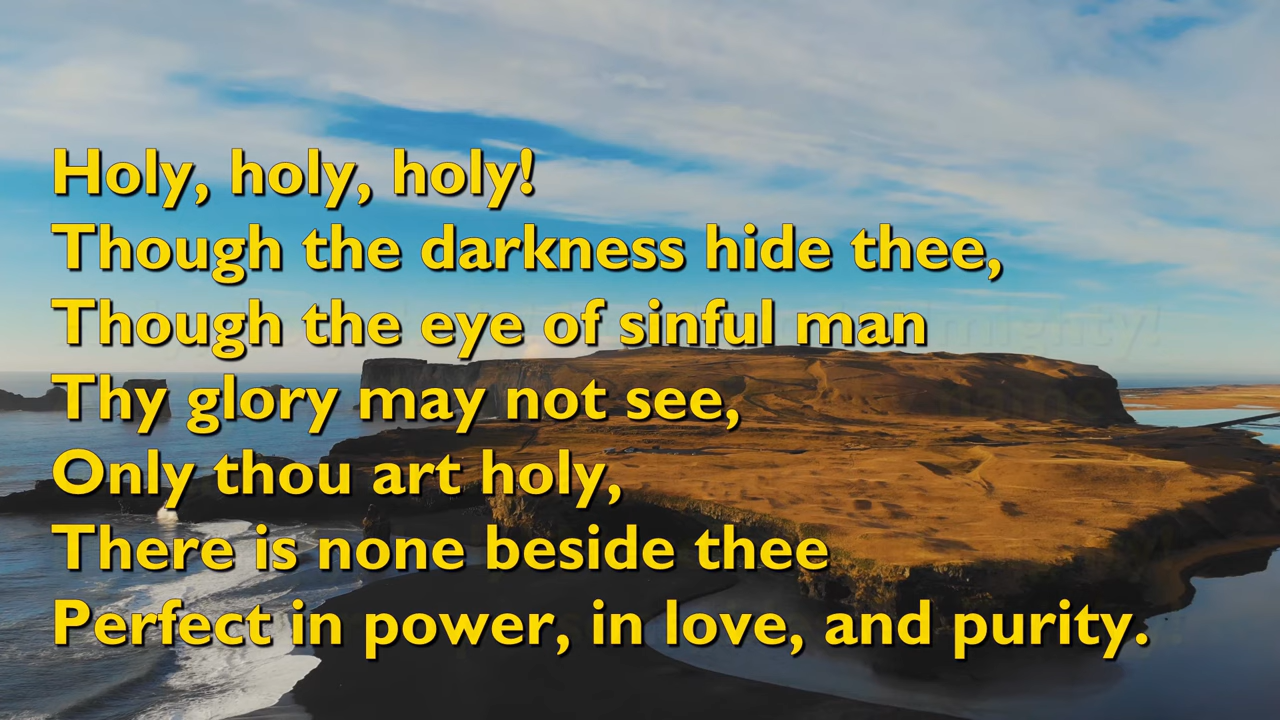 Holy, holy, holy!
Though the darkness hide thee,
Though the eye of sinful man
Thy glory may not see,
Only thou art holy,
There is none beside thee
Perfect in power, in love, and purity.